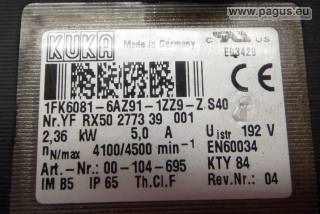 www.pagus.eu
KUKA Made in Germany C US
E93429
1FK6081-6AZ91-1ZZ9-Z S40
Nr.YF RX50 2773 39 001
2,36 kW 5,0 A Uistr 192 V
nN/max 4100/4500 min-1 EN60034
Art.-Nr.: 00-104-695 KTY 84
IM B5 IP 65 Th.Cl.F Rev.Nr.: 04